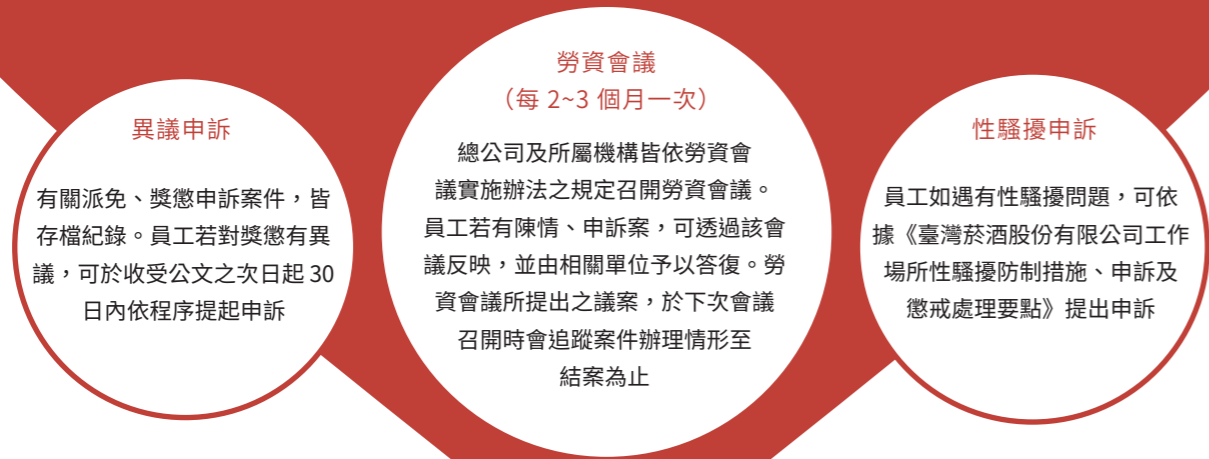 異議申訴
有關派免、獎懲申訴案件，皆
存檔紀錄。員工若對獎懲有異
議，可於收受公文之次日起 30
日內依程序提起申訴
勞資會議
（每 2~3 個月一次）
總公司及所屬機構皆依勞資會
議實施辦法之規定召開勞資會議。
員工若有陳情、申訴案，可透過該會
議反映，並由相關單位予以答復。勞
資會議所提出之議案，於下次會議
召開時會追蹤案件辦理情形至
結案為止
性騷擾申訴
員工如遇有性騷擾問題，可依
據《臺灣菸酒股份有限公司工作
場所性騷擾防制措施、申訴及
懲戒處理要點》提出申訴